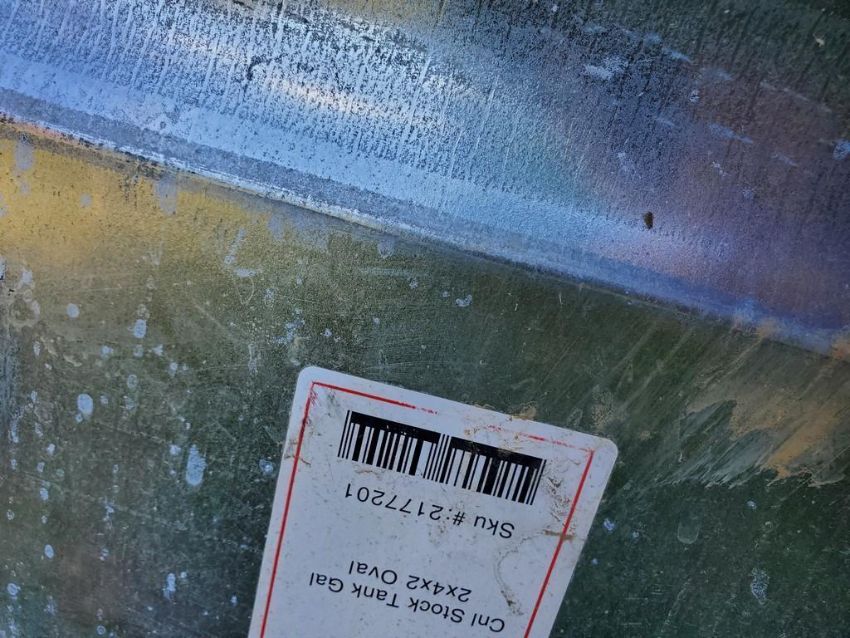 Cnl Stock Tank Gal
2x4x2 Oval
Sku #:2177201